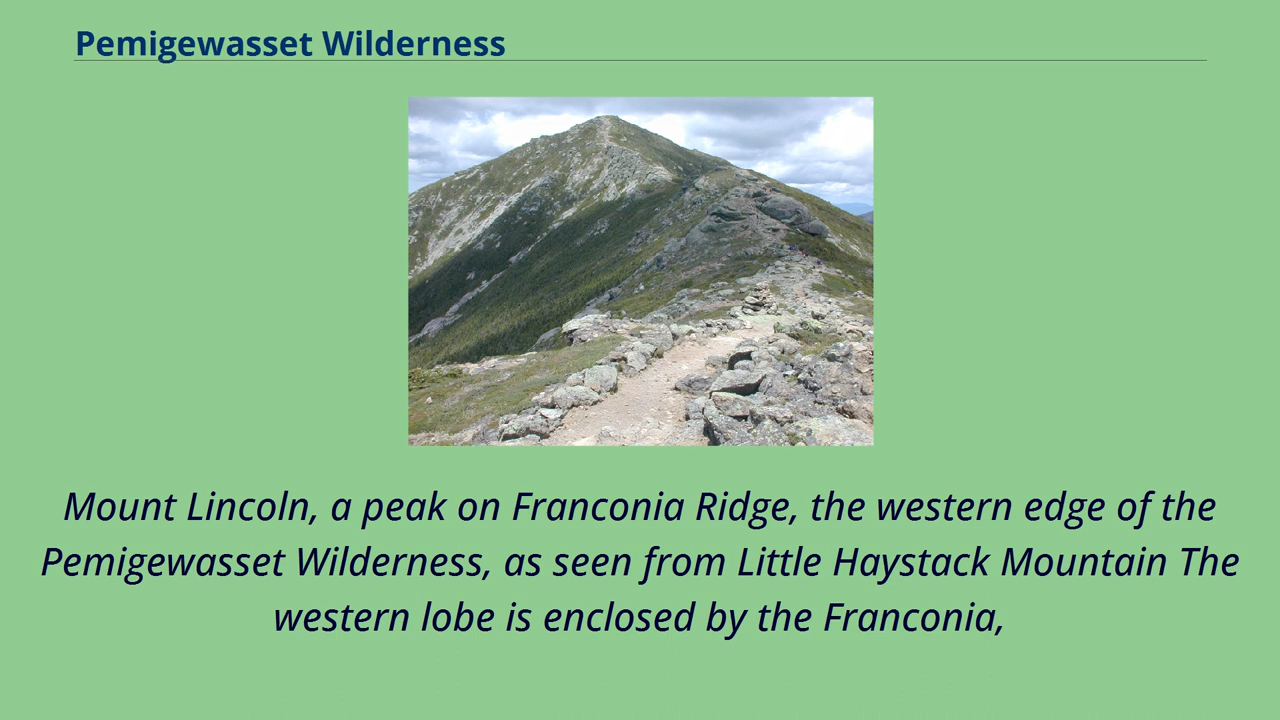 Pemigewasset Wilderness
Mount Lincoln, a peak on Franconia Ridge, the western edge of the
Pemigewasset Wilderness, as seen from Little Haystack Mountain The
western lobe is enclosed by the Franconia,